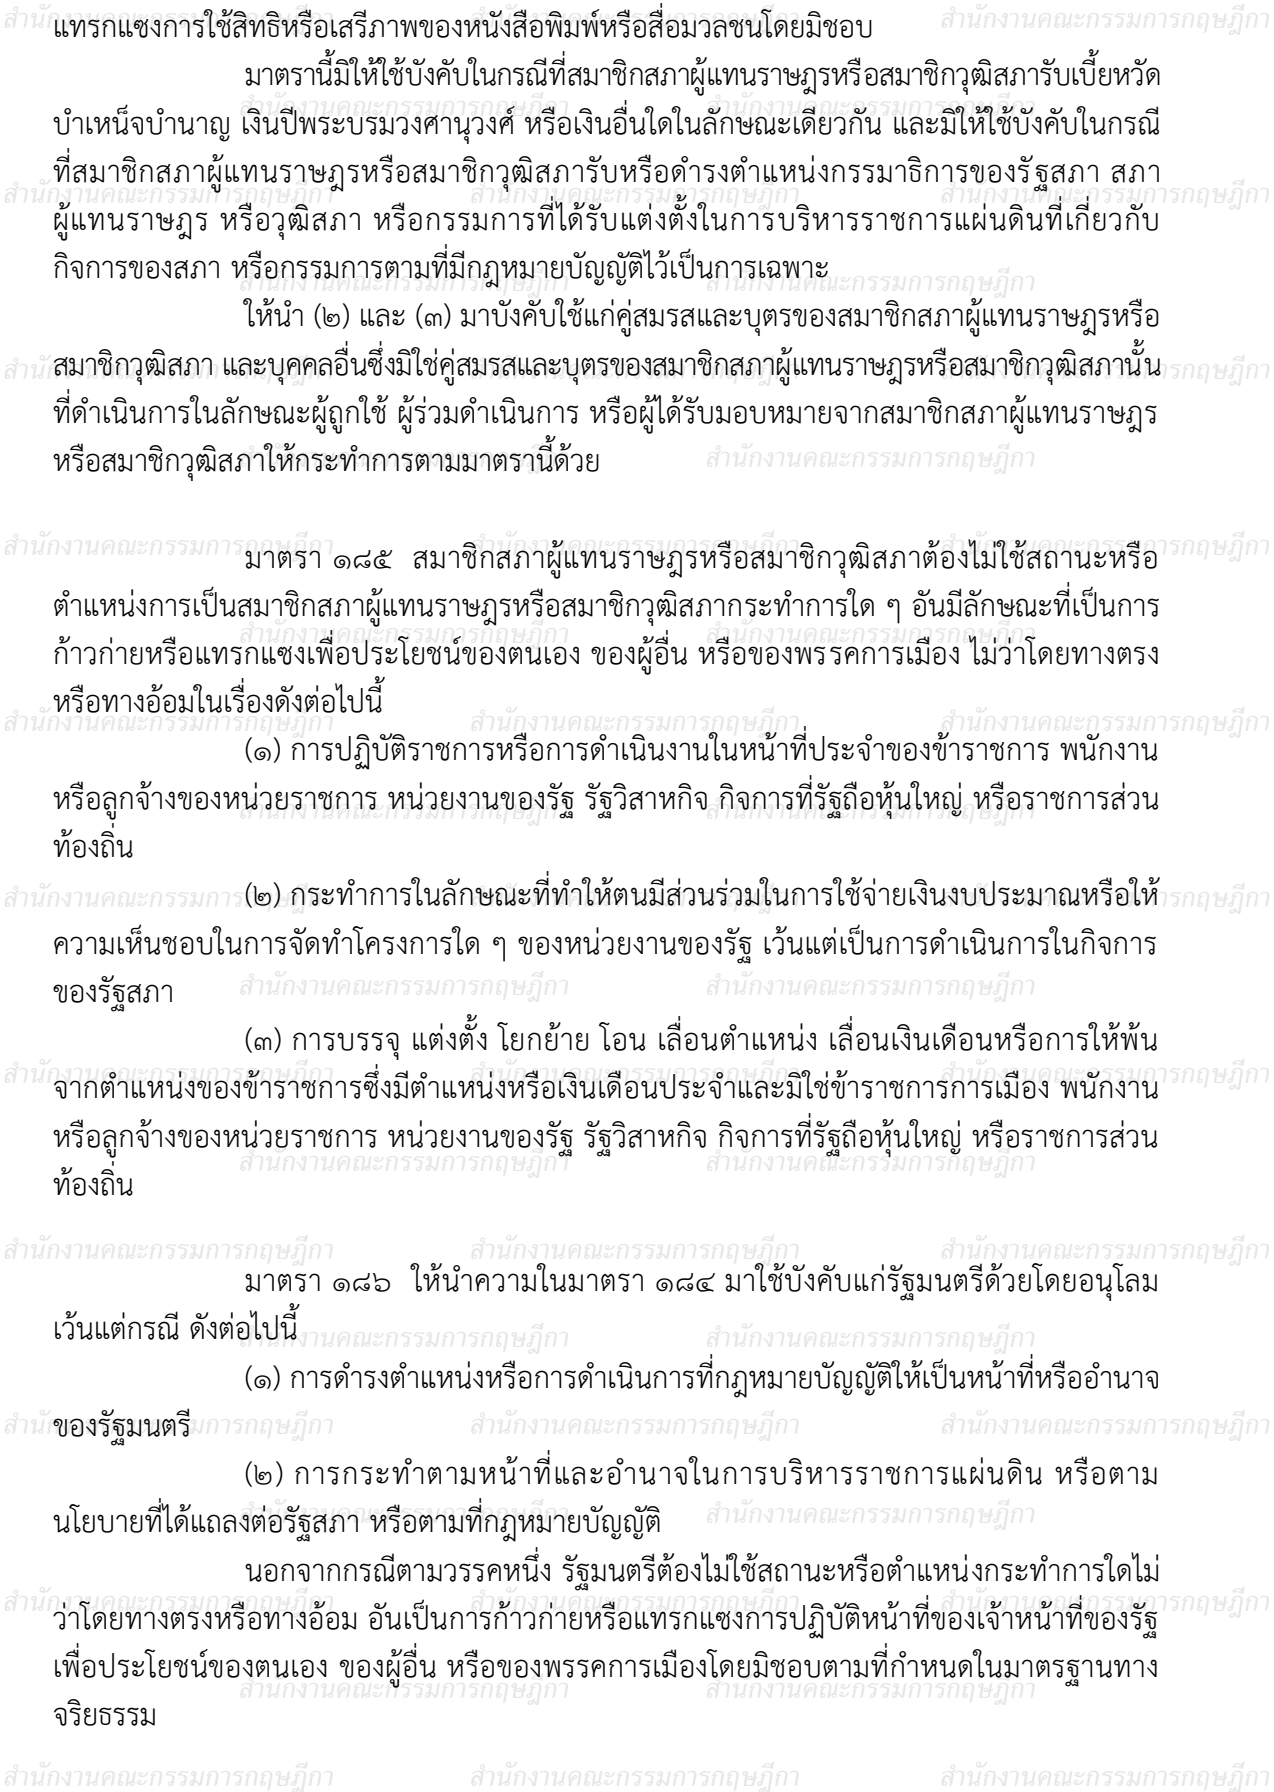 แทรกแซงการใช้สิทธิหรือเสรีภาพของหนังสือพิมพ์หรือสื่อมวลชนโดยมิชอบ
มาตรานี้มิให้ใช้บังคับในกรณีที่สมาชิกสภาผู้แทนราษฎรหรือสมาชิกวุฒิสภารับเบี้ยหวัด
บำเหน็จบำนาญ เงินปีพระบรมวงศานุวงศ์ หรือเงินอื่นใดในลักษณะเดียวกัน และมิให้ใช้บังคับในกรณี
ที่สมาชิกสภาผู้แทนราษฎรหรือสมาชิกวุฒิสภารับหรือดำรงตำแหน่งกรรมาธิการของรัฐสภา สภา
ผู้แทนราษฎร หรือวุฒิสภา หรือกรรมการที่ได้รับแต่งตั้งในการบริหารราชการแผ่นดินที่เกี่ยวกับ
กิจการของสภา หรือกรรมการตามที่มีกฎหมายบัญญัติไว้เป็นการเฉพาะ
ให้นำ (๒) และ (๓) มาบังคับใช้แก่คู่สมรสและบุตรของสมาชิกสภาผู้แทนราษฎรหรือ
สมาชิกวุฒิสภา และบุคคลอื่นซึ่งมิใช่คู่สมรสและบุตรของสมาชิกสภาผู้แทนราษฎรหรือสมาชิกวุฒิสภานั้น
ที่ดำเนินการในลักษณะผู้ถูกใช้ ผู้ร่วมดำเนินการ หรือผู้ได้รับมอบหมายจากสมาชิกสภาผู้แทนราษฎร
หรือสมาชิกวุฒิสภาให้กระทำการตามมาตรานี้ด้วย
มาตรา ๑๘๕  สมาชิกสภาผู้แทนราษฎรหรือสมาชิกวุฒิสภาต้องไม่ใช้สถานะหรือ
ตำแหน่งการเป็นสมาชิกสภาผู้แทนราษฎรหรือสมาชิกวุฒิสภากระทำการใด ๆ อันมีลักษณะที่เป็นการ
ก้าวก่ายหรือแทรกแซงเพื่อประโยชน์ของตนเอง ของผู้อื่น หรือของพรรคการเมือง ไม่ว่าโดยทางตรง
หรือทางอ้อมในเรื่องดังต่อไปนี้
(๑) การปฏิบัติราชการหรือการดำเนินงานในหน้าที่ประจำของข้าราชการ พนักงาน
หรือลูกจ้างของหน่วยราชการ หน่วยงานของรัฐ รัฐวิสาหกิจ กิจการที่รัฐถือหุ้นใหญ่ หรือราชการส่วน
ท้องถิ่น
(๒) กระทำการในลักษณะที่ทำให้ตนมีส่วนร่วมในการใช้จ่ายเงินงบประมาณหรือให้
ความเห็นชอบในการจัดทำโครงการใด ๆ ของหน่วยงานของรัฐ เว้นแต่เป็นการดำเนินการในกิจการ
ของรัฐสภา
(๓) การบรรจุ แต่งตั้ง โยกย้าย โอน เลื่อนตำแหน่ง เลื่อนเงินเดือนหรือการให้พ้น
จากตำแหน่งของข้าราชการซึ่งมีตำแหน่งหรือเงินเดือนประจำและมิใช่ข้าราชการการเมือง พนักงาน
หรือลูกจ้างของหน่วยราชการ หน่วยงานของรัฐ รัฐวิสาหกิจ กิจการที่รัฐถือหุ้นใหญ่ หรือราชการส่วน
ท้องถิ่น
มาตรา ๑๘๖  ให้นำความในมาตรา ๑๘๔ มาใช้บังคับแก่รัฐมนตรีด้วยโดยอนุโลม
เว้นแต่กรณี ดังต่อไปนี้
(๑) การดำรงตำแหน่งหรือการดำเนินการที่กฎหมายบัญญัติให้เป็นหน้าที่หรืออำนาจ
ของรัฐมนตรี
(๒) การกระทำตามหน้าที่และอำนาจในการบริหารราชการแผ่นดิน หรือตาม
นโยบายที่ได้แถลงต่อรัฐสภา หรือตามที่กฎหมายบัญญัติ
นอกจากกรณีตามวรรคหนึ่ง รัฐมนตรีต้องไม่ใช้สถานะหรือตำแหน่งกระทำการใดไม่
ว่าโดยทางตรงหรือทางอ้อม อันเป็นการก้าวก่ายหรือแทรกแซงการปฏิบัติหน้าที่ของเจ้าหน้าที่ของรัฐ
เพื่อประโยชน์ของตนเอง ของผู้อื่น หรือของพรรคการเมืองโดยมิชอบตามที่กำหนดในมาตรฐานทาง
จริยธรรม
สำนักงานคณะกรรมการกฤษฎีกา สำนักงานคณะกรรมการกฤษฎีกา สำนักงานคณะกรรมการกฤษฎีกา